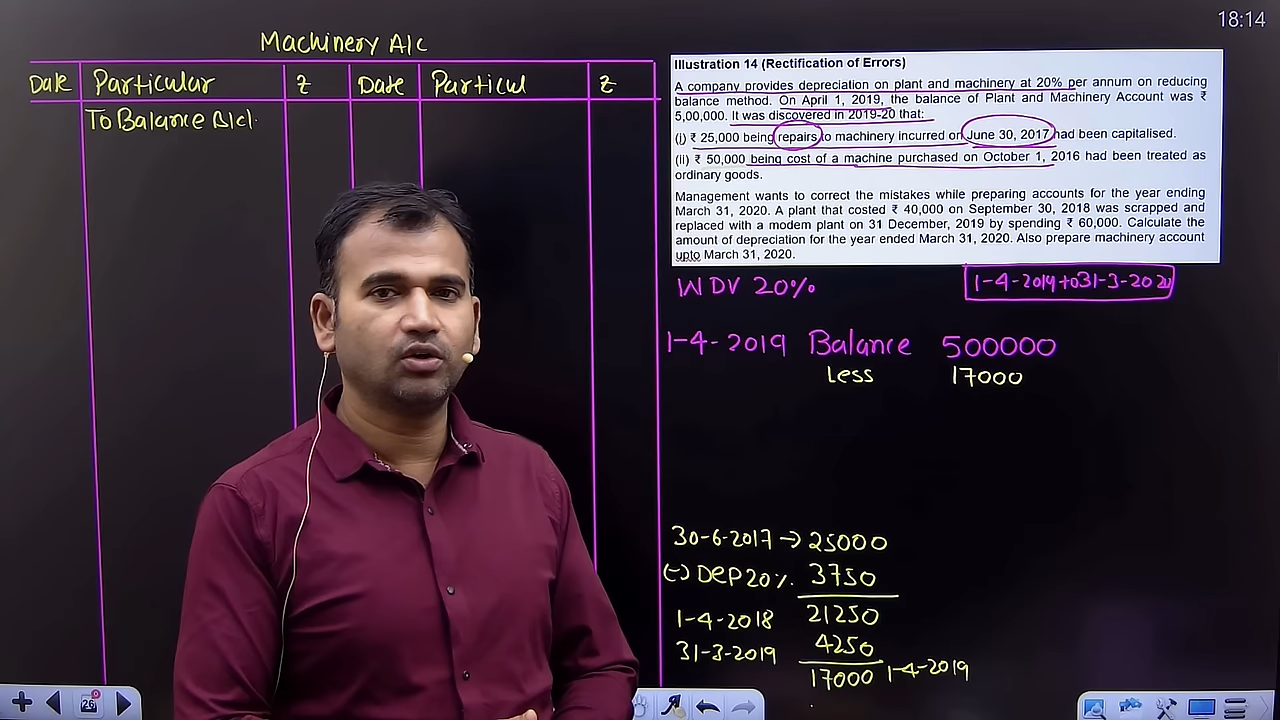 18:14
Machinery A/c
Date Particular ₹ Date Particul ₹
To Balance B/d.
Illustration 14 (Rectification of Errors)
A company provides depreciation on plant and machinery at 20% per annum on reducing
balance method. On April 1, 2019, the balance of Plant and Machinery Account was ₹
5,00,000. It was discovered in 2019-20 that:
(i) ₹ 25,000 being repairs to machinery incurred on June 30, 2017 had been capitalised.
(ii) ₹ 50,000 being cost of a machine purchased on October 1, 2016 had been treated as
ordinary goods.
Management wants to correct the mistakes while preparing accounts for the year ending
March 31, 2020. A plant that costed ₹ 40,000 on September 30, 2018 was scrapped and
replaced with a modem plant on 31 December, 2019 by spending ₹ 60,000. Calculate the
amount of depreciation for the year ended March 31, 2020. Also prepare machinery account
upto March 31, 2020.
WDV 20% 1-4-2019 to 31-3-2020
1-4-2019 Balance 500000
Less 17000
30-6-2017 → 25000
(-) Dep 20%. 3750
1-4-2018 21250
31-3-2019 4250
17000 1-4-2019
26